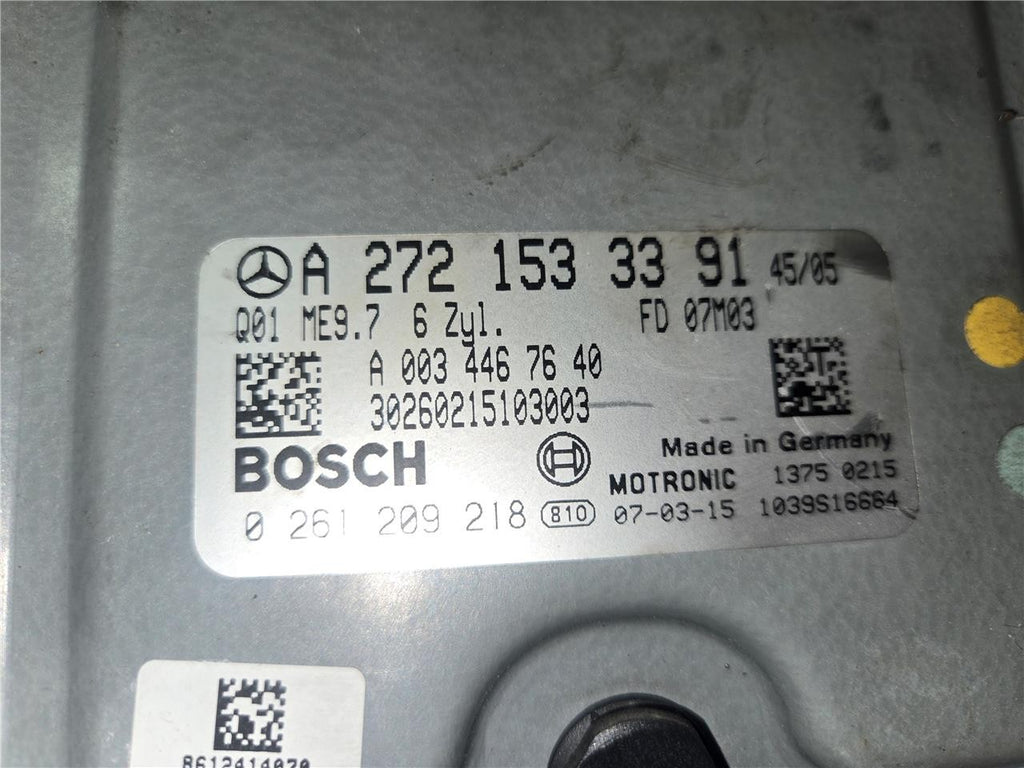 A 272 153 33 91 45/05
Q01 ME9.7 6 Zyl. FD 07M03
A 003 446 76 40
30260215103003
BOSCH Made in Germany
MOTRONIC 1375 0215
0 261 209 218 810 07-03-15 1039S16664
8612414070